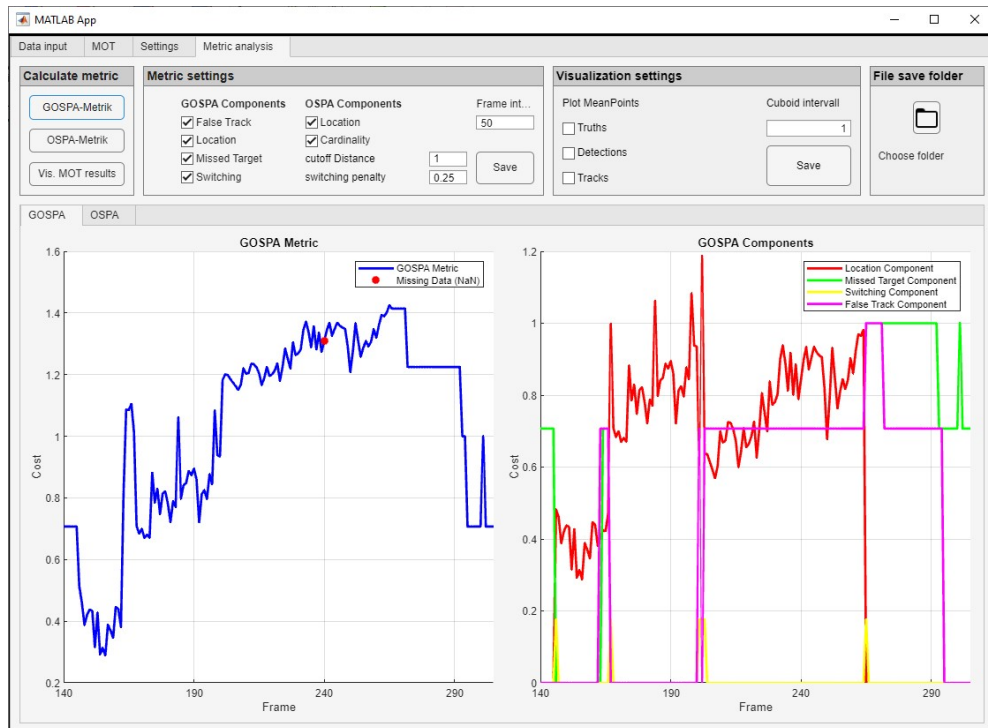 MATLAB App
Data input MOT Settings Metric analysis
Calculate metric
GOSPA-Metrik
OSPA-Metrik
Vis. MOT results
Metric settings
GOSPA Components
False Track
Location
Missed Target
Switching
OSPA Components
Location
Cardinality
cutoff Distance 1
switching penalty 0.25
Frame int...
50
Save
Visualization settings
Plot MeanPoints
Truths
Detections
Tracks
Cuboid intervall
1
Save
File save folder
Choose folder
GOSPA OSPA
GOSPA Metric
GOSPA Metric
Missing Data (NaN)
1.6
1.4
1.2
1
0.8
0.6
0.4
0.2
Cost
140 190 240 290
Frame
GOSPA Components
Location Component
Missed Target Component
Switching Component
False Track Component
1.2
1
0.8
0.6
0.4
0.2
0
Cost
140 190 240 290
Frame